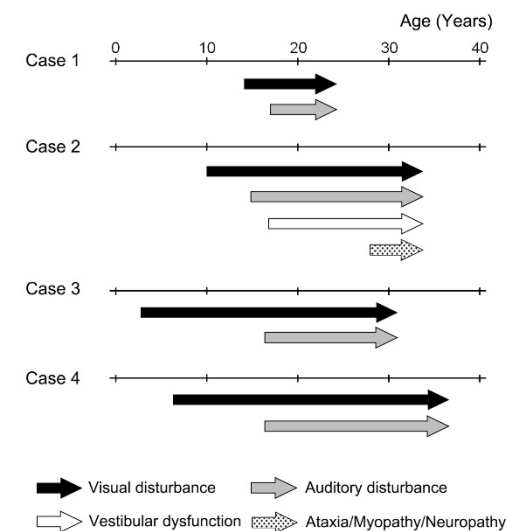 Age (Years)
0 10 20 30 40
Case 1
Case 2
Case 3
Case 4
Visual disturbance Auditory disturbance
Vestibular dysfunction Ataxia/Myopathy/Neuropathy